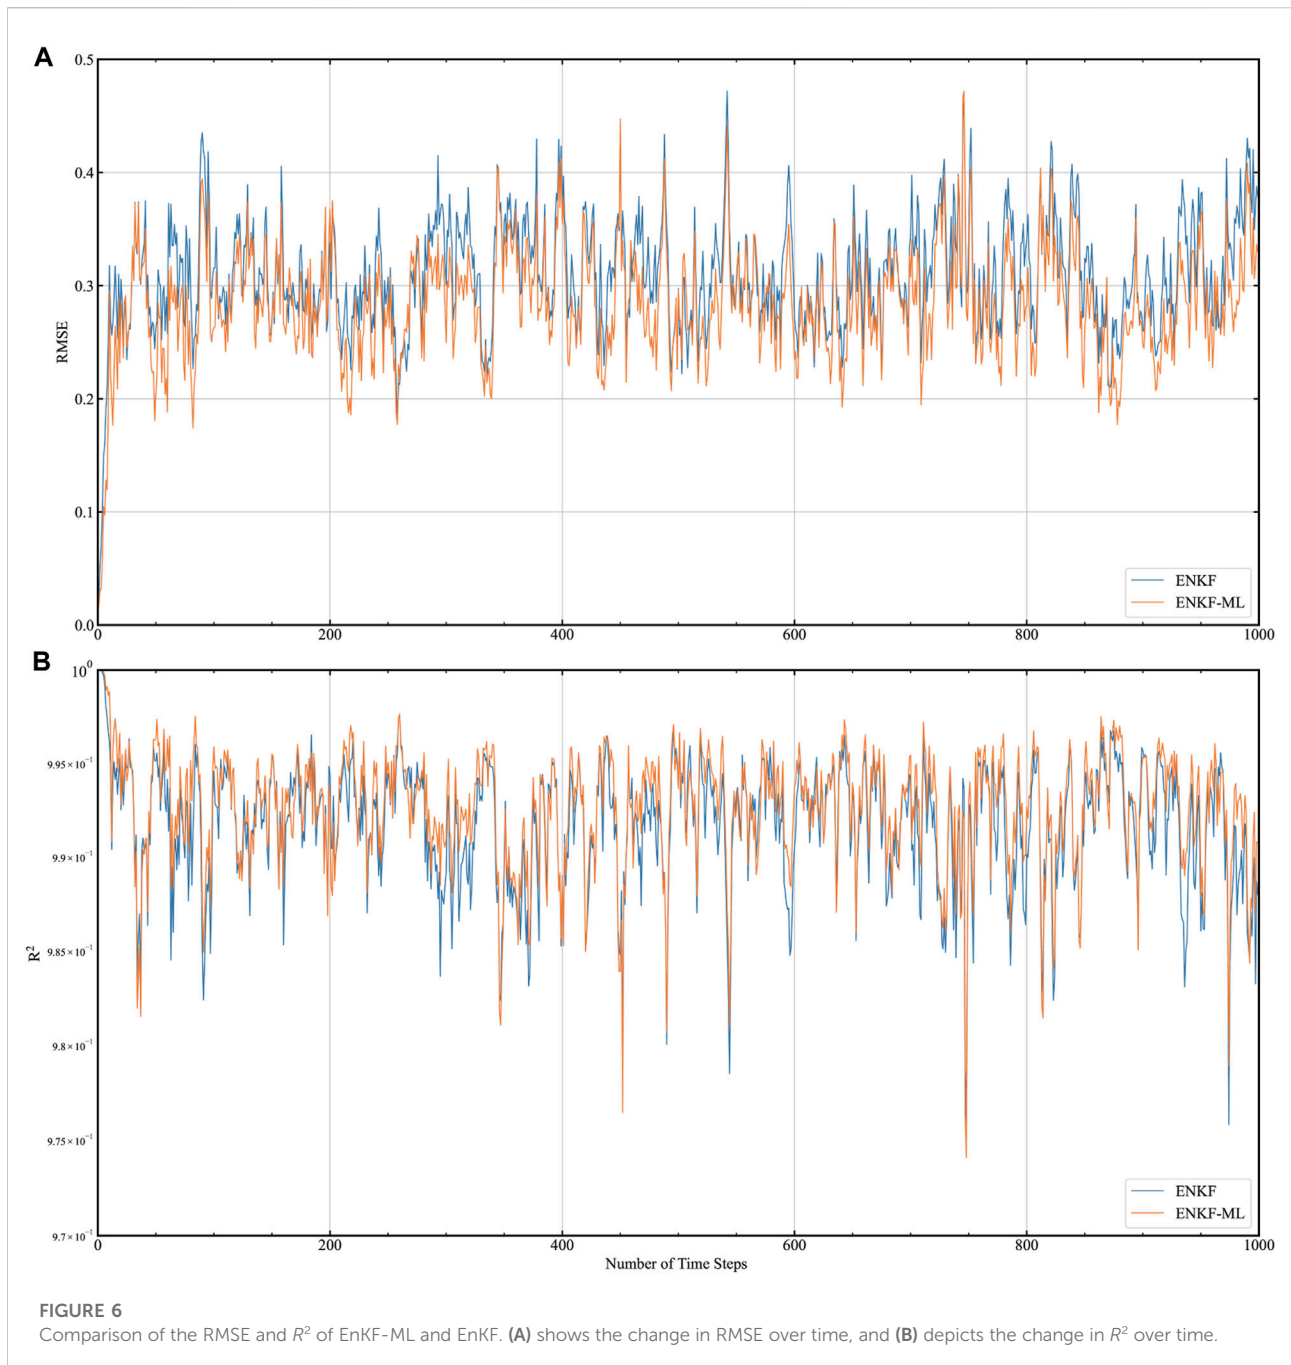 A
0.5
0.4
0.3
0.2
0.1
0.0
RMSE
ENKF
ENKF-ML
0
200
400
600
800
1000
B
10⁰
9.95 × 10⁻¹
9.9 × 10⁻¹
9.85 × 10⁻¹
9.8 × 10⁻¹
9.75 × 10⁻¹
9.7 × 10⁻¹
R²
ENKF
ENKF-ML
0
200
400
600
800
1000
Number of Time Steps
FIGURE 6
Comparison of the RMSE and R² of EnKF-ML and EnKF. (A) shows the change in RMSE over time, and (B) depicts the change in R² over time.